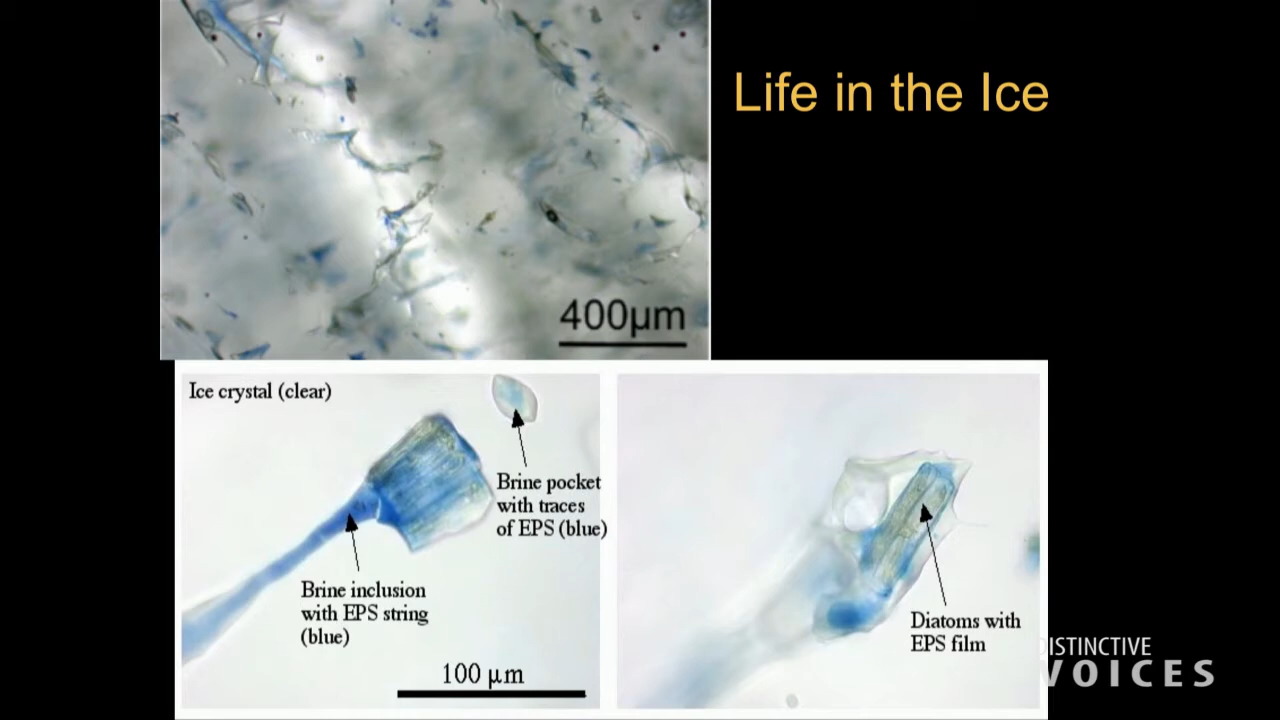 Life in the Ice
400µm
Ice crystal (clear)
Brine pocket
with traces
of EPS (blue)
Brine inclusion
with EPS string
(blue)
100 µm
Diatoms with
EPS film
DISTINCTIVE
VOICES